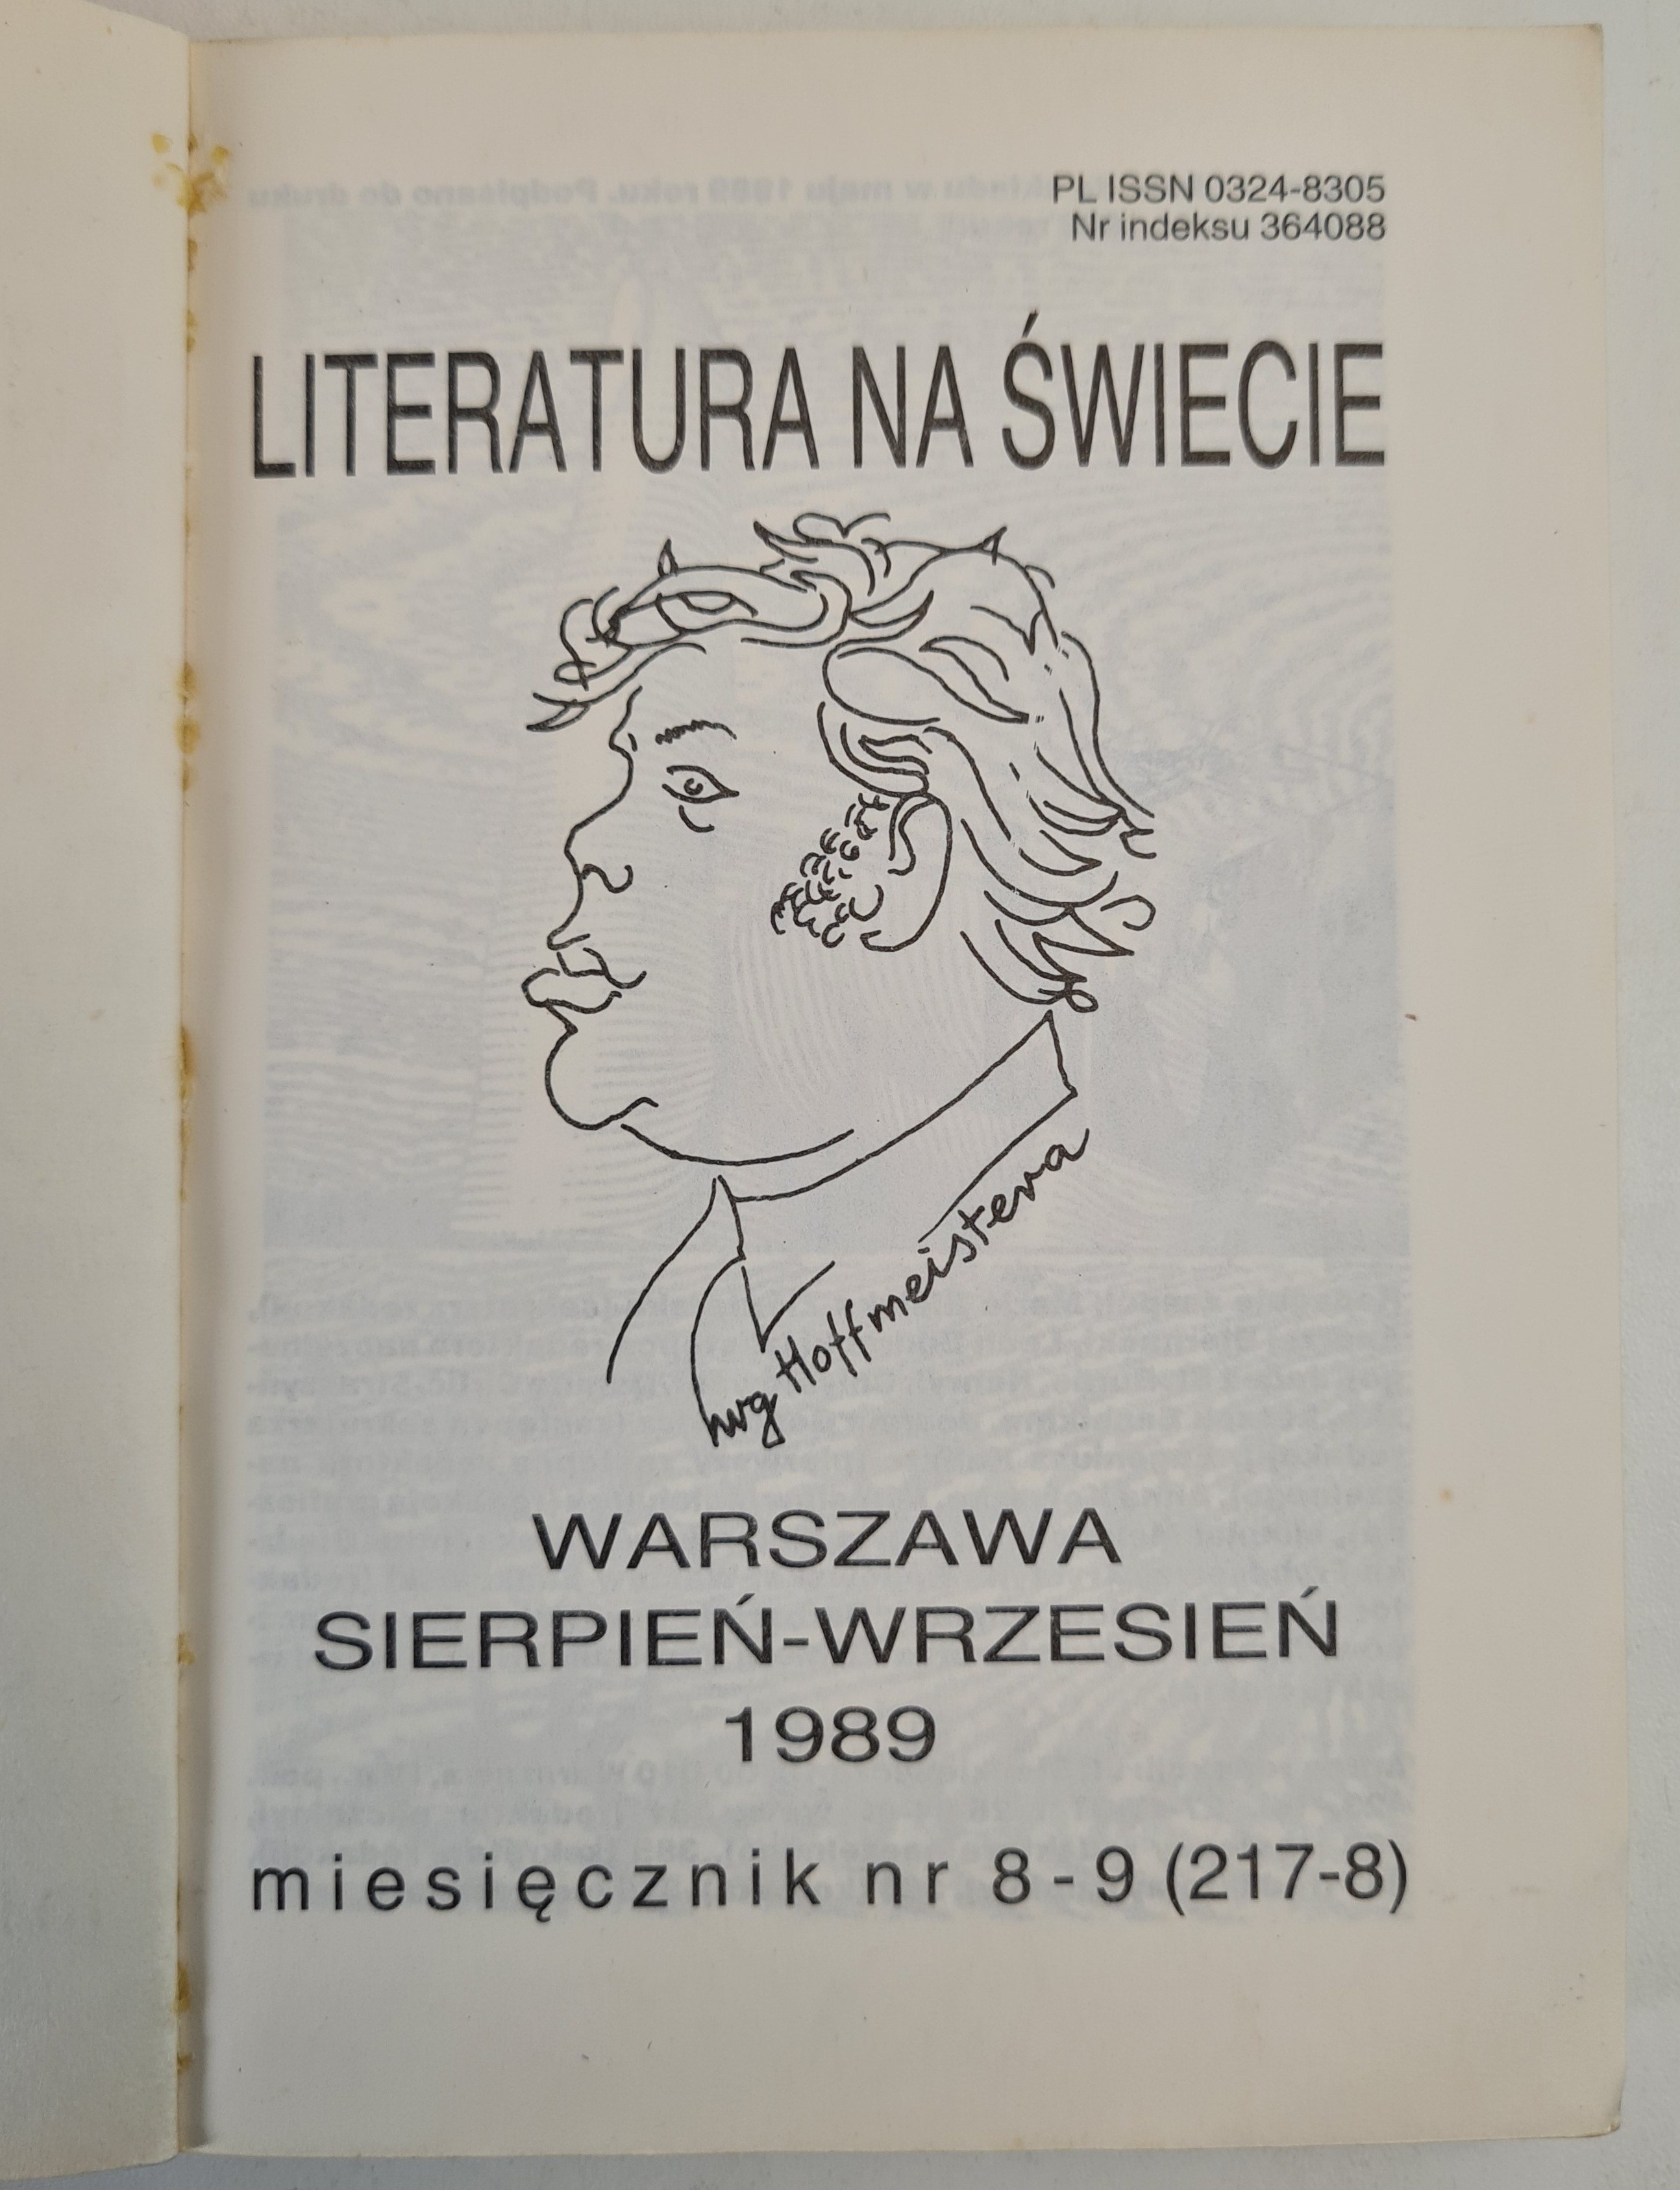 PL ISSN 0324-8305
Nr indeksu 364088
LITERATURA NA ŚWIECIE
wg Hoffmeistera
WARSZAWA
SIERPIEŃ-WRZESIEŃ
1989
miesięcznik nr 8-9 (217-8)